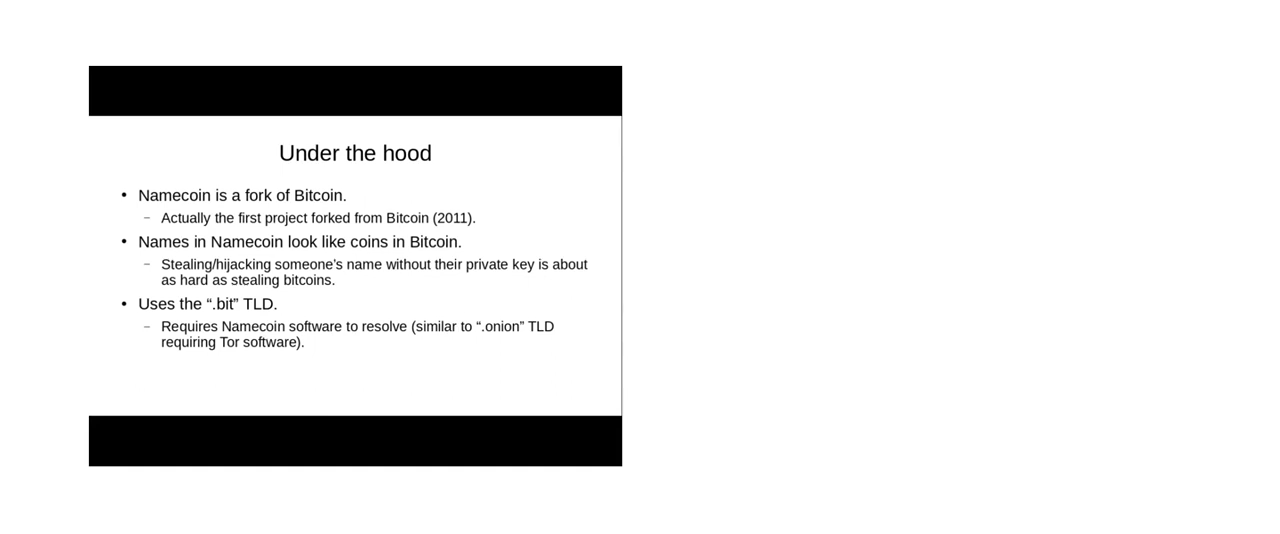 Under the hood
• Namecoin is a fork of Bitcoin.
– Actually the first project forked from Bitcoin (2011).
• Names in Namecoin look like coins in Bitcoin.
– Stealing/hijacking someone's name without their private key is about
as hard as stealing bitcoins.
• Uses the “.bit” TLD.
– Requires Namecoin software to resolve (similar to “.onion” TLD
requiring Tor software).